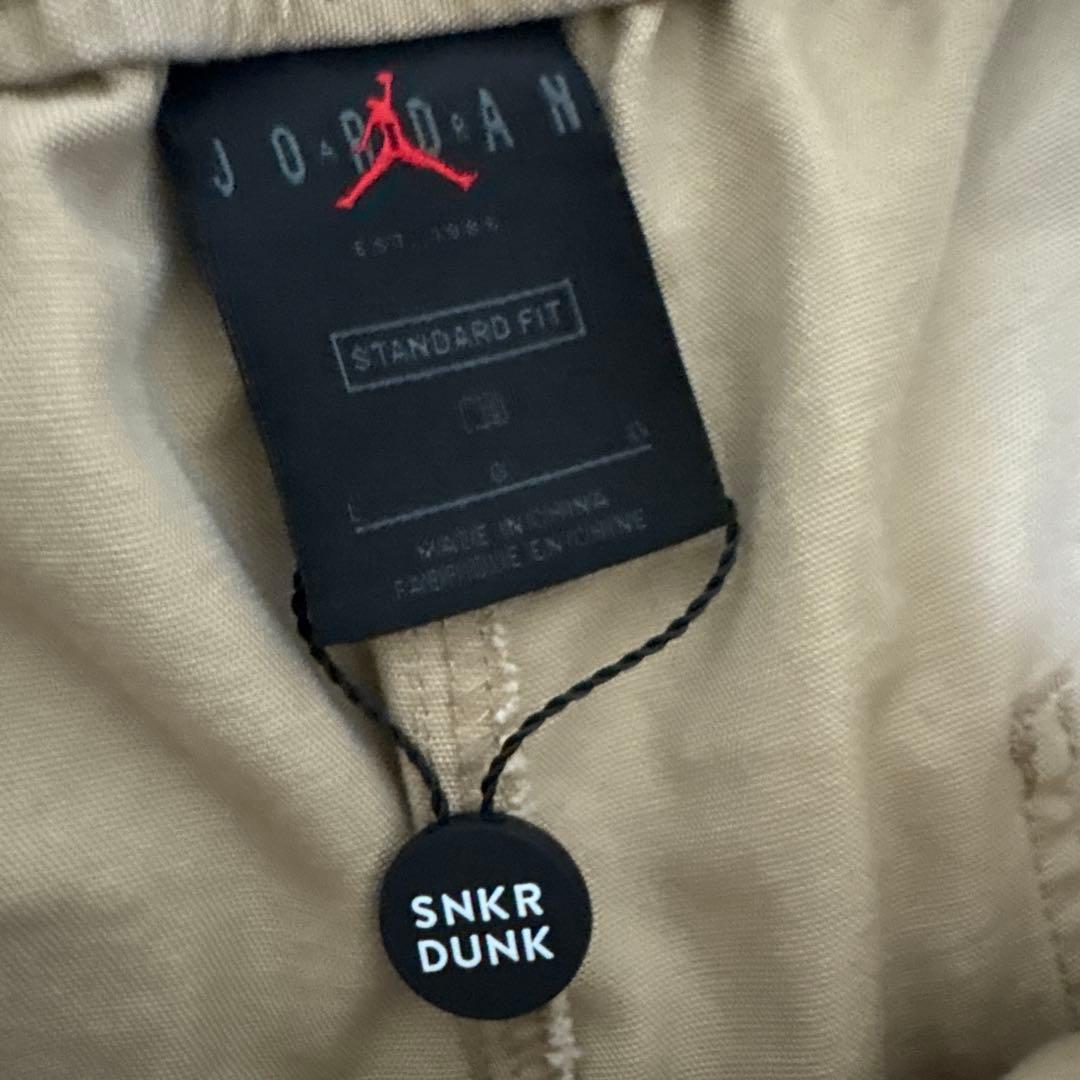 JORDAN
EST. 1985
STANDARD FIT
L G
MADE IN CHINA
FABRIQUÉ EN CHINE
SNKR
DUNK